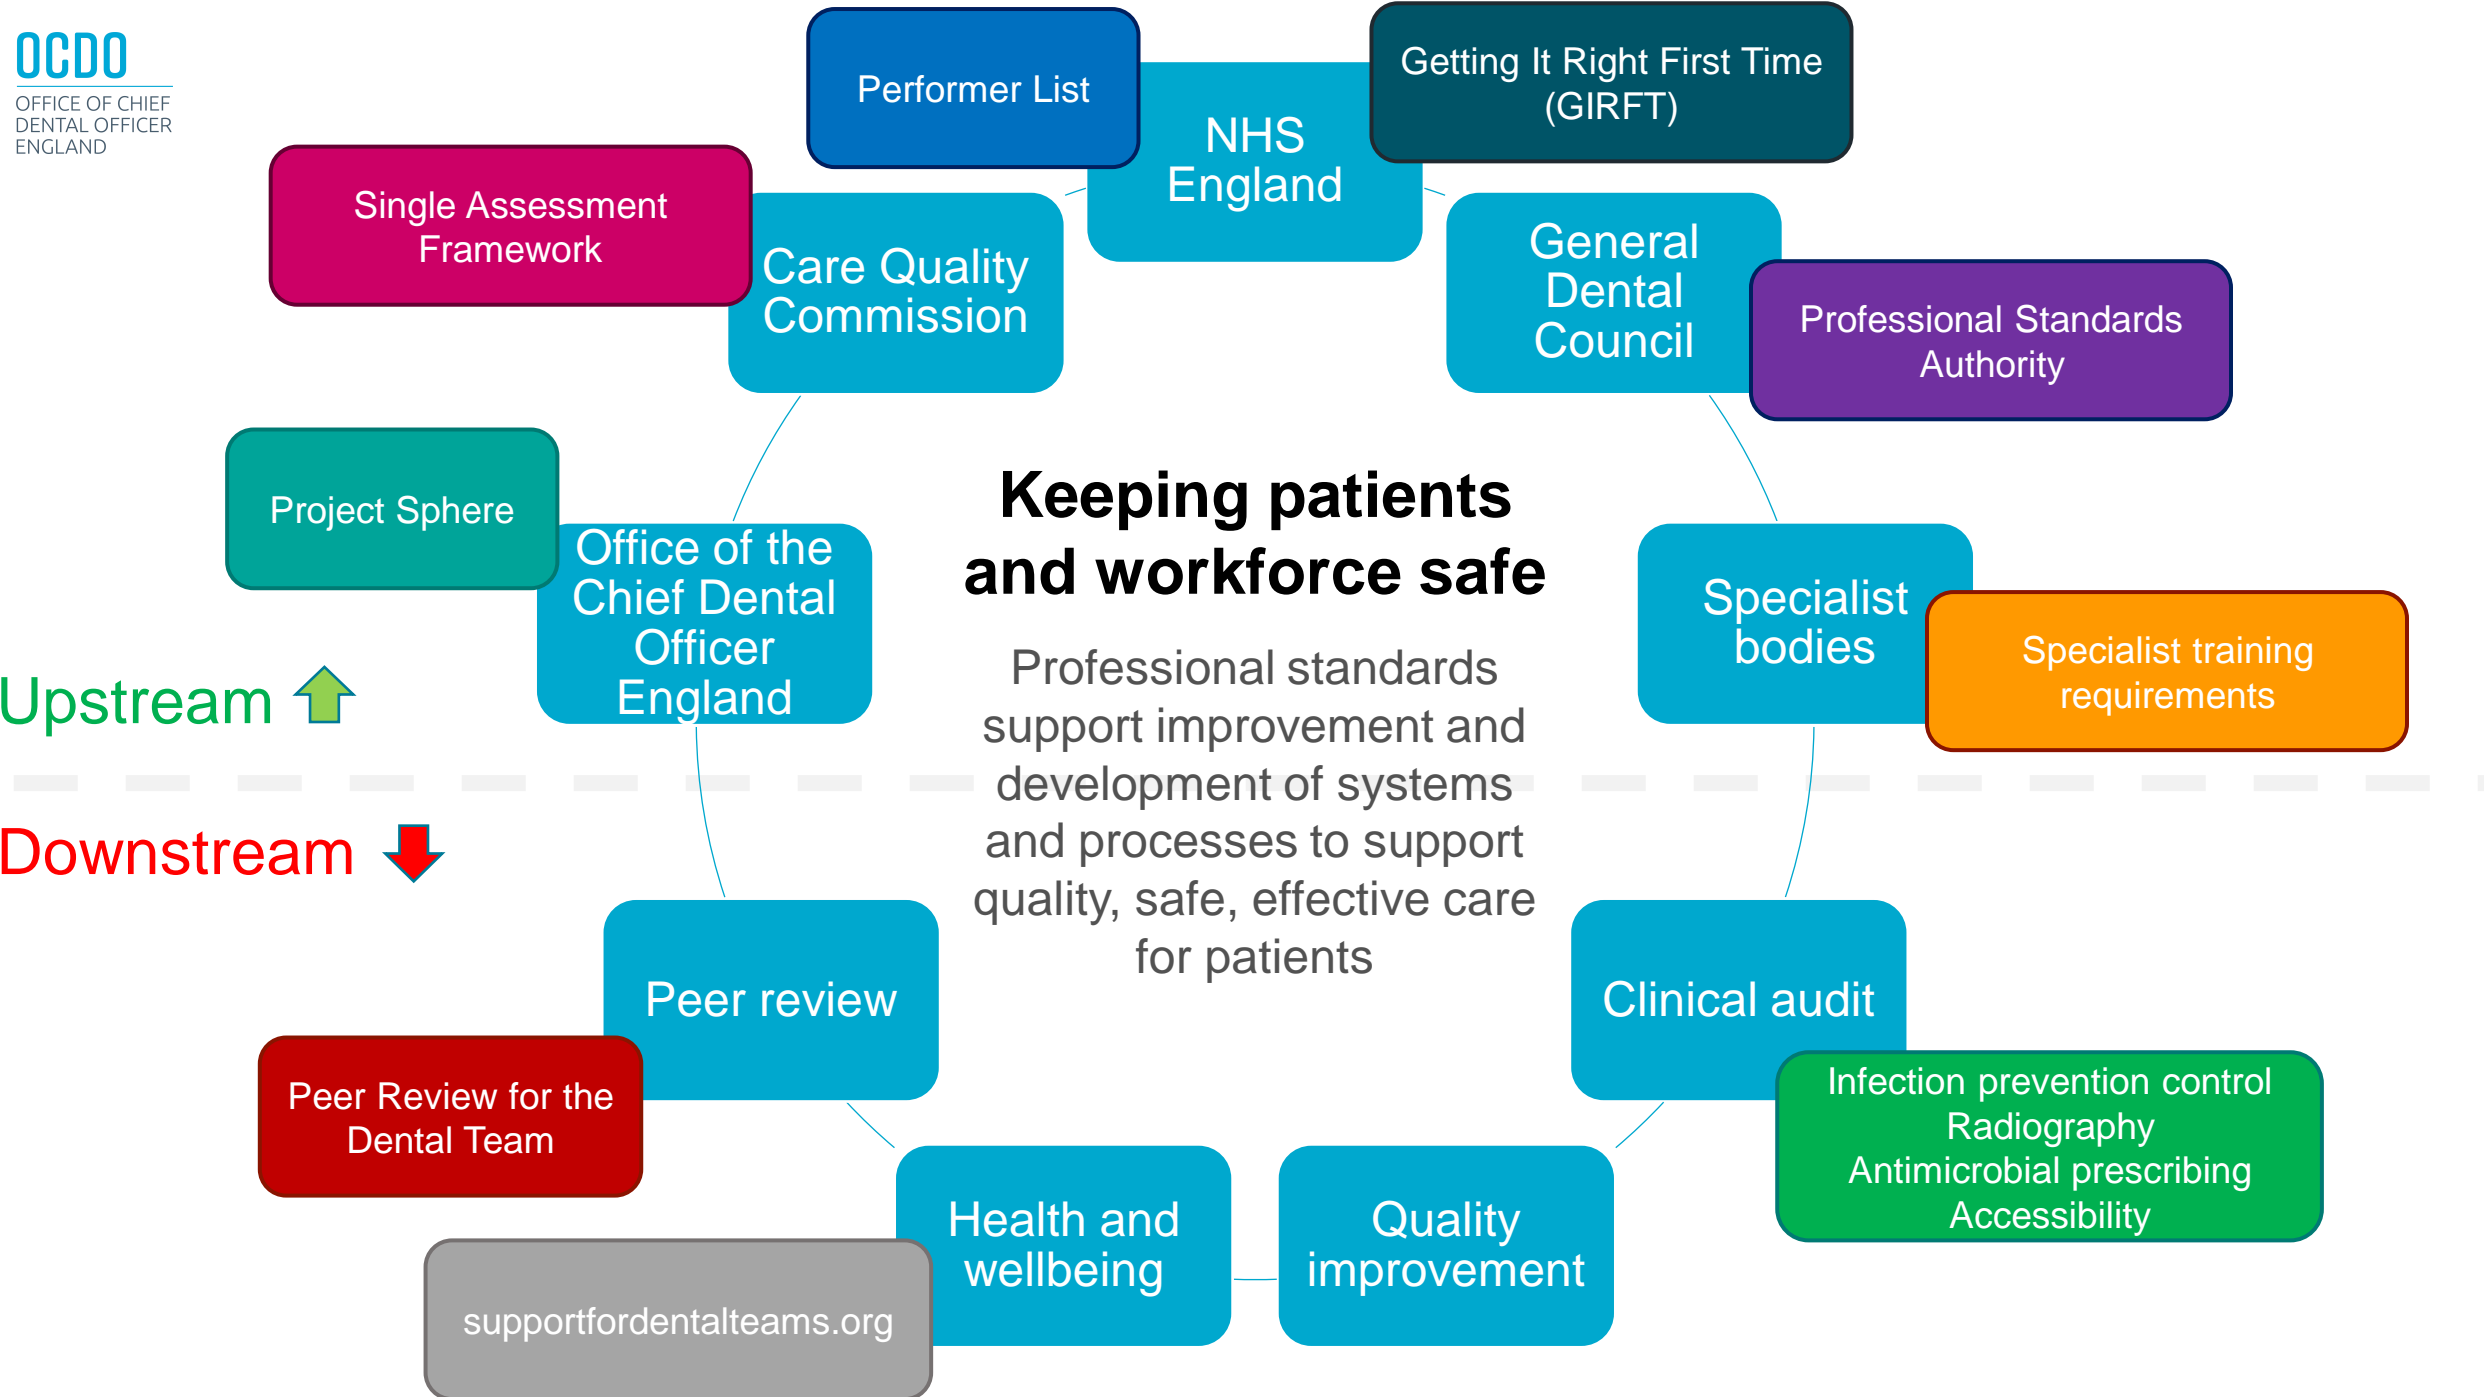 OCDO
OFFICE OF CHIEF
DENTAL OFFICER
ENGLAND
Performer List
Getting It Right First Time
(GIRFT)
NHS
England
Single Assessment
Framework
Care Quality
Commission
General
Dental
Council
Professional Standards
Authority
Project Sphere
Office of the
Chief Dental
Officer
England
Keeping patients
and workforce safe
Professional standards
support improvement and
development of systems
and processes to support
quality, safe, effective care
for patients
Specialist
bodies
Specialist training
requirements
Upstream
Downstream
Peer review
Peer Review for the
Dental Team
Clinical audit
Infection prevention control
Radiography
Antimicrobial prescribing
Accessibility
Health and
wellbeing
supportfordentalteams.org
Quality
improvement